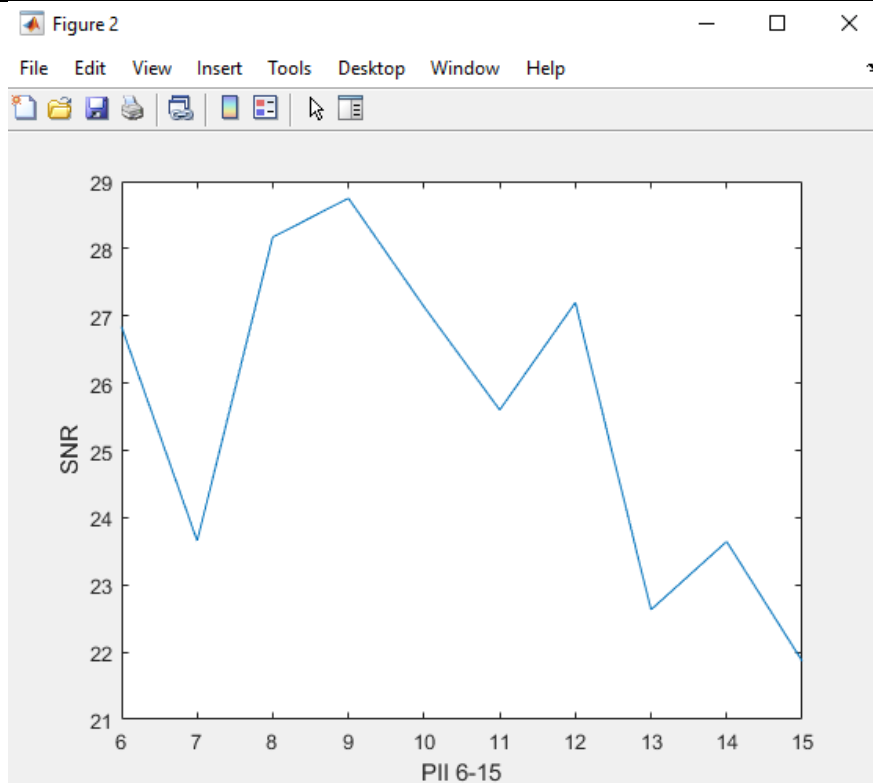 Figure 2
File Edit View Insert Tools Desktop Window Help
29
28
27
26
25
24
23
22
21
SNR
6 7 8 9 10 11 12 13 14 15
PII 6-15